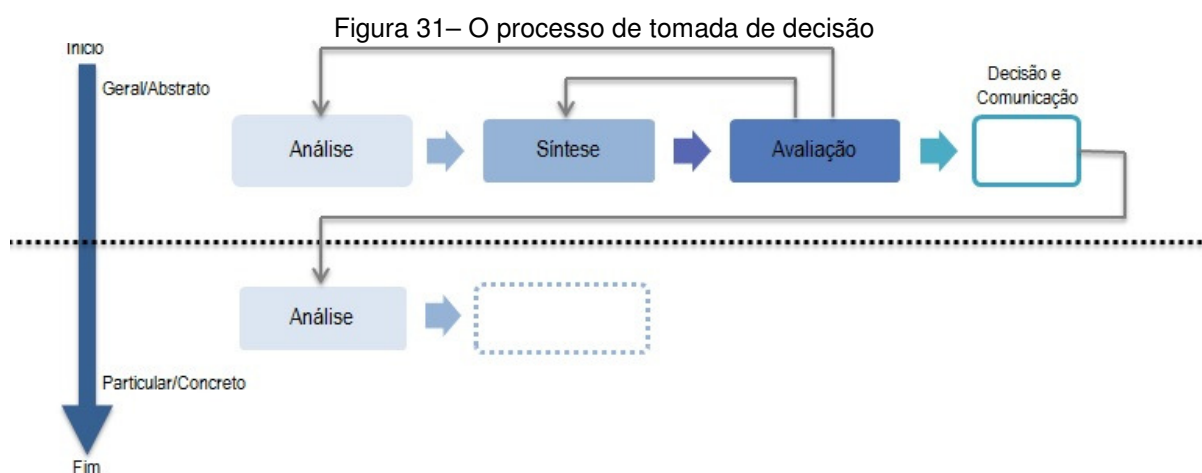 Figura 31– O processo de tomada de decisão
Início
Geral/Abstrato
Decisão e
Comunicação
Análise
Síntese
Avaliação
Análise
Particular/Concreto
Fim